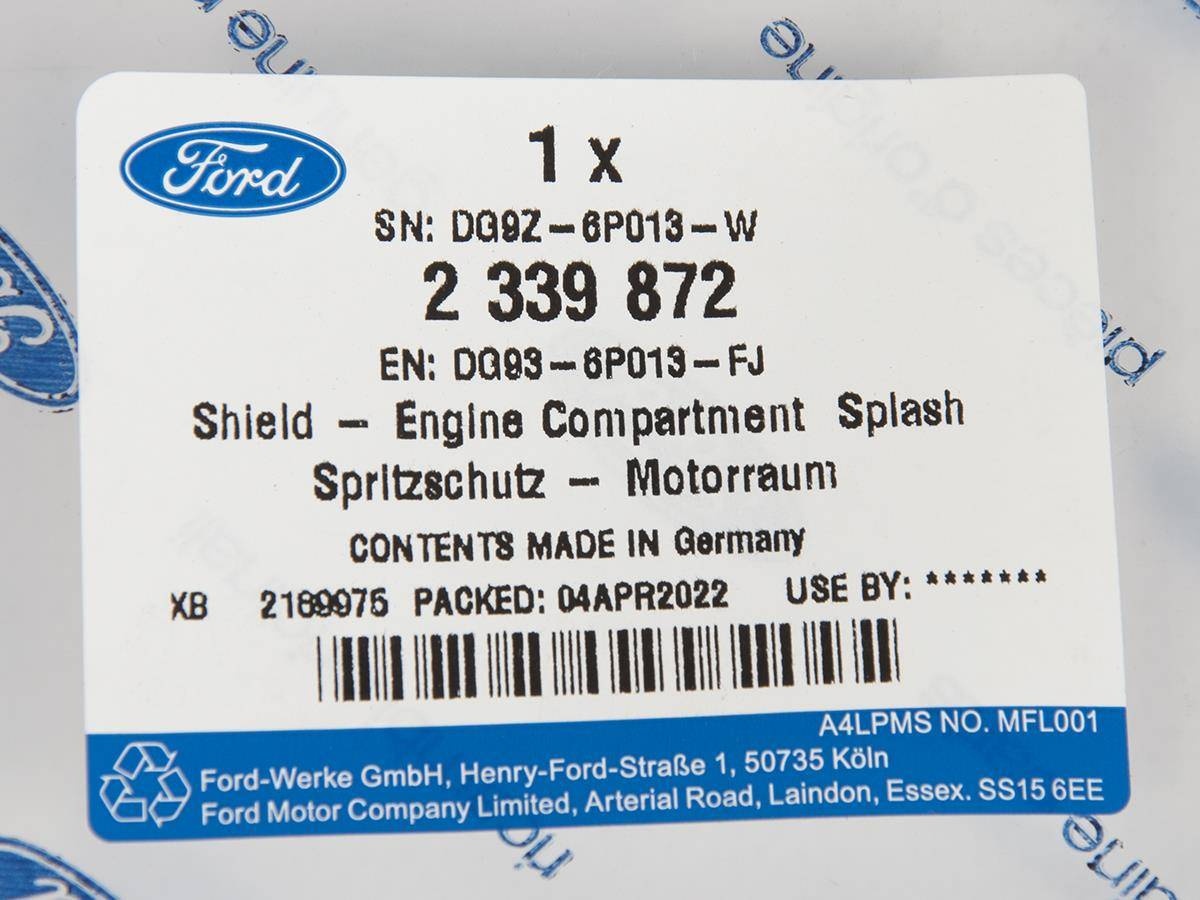 Ford
1 x
SN: DG9Z-6P013-W
2 339 872
EN: DG93-6P013-FJ
Shield - Engine Compartment Splash
Spritzschutz - Motorraum
CONTENTS MADE IN Germany
XB 2189975 PACKED: 04APR2022 USE BY: *******
A4LPMS NO. MFL001
Ford-Werke GmbH, Henry-Ford-Straße 1, 50735 Köln
Ford Motor Company Limited, Arterial Road, Laindon, Essex. SS15 6EE